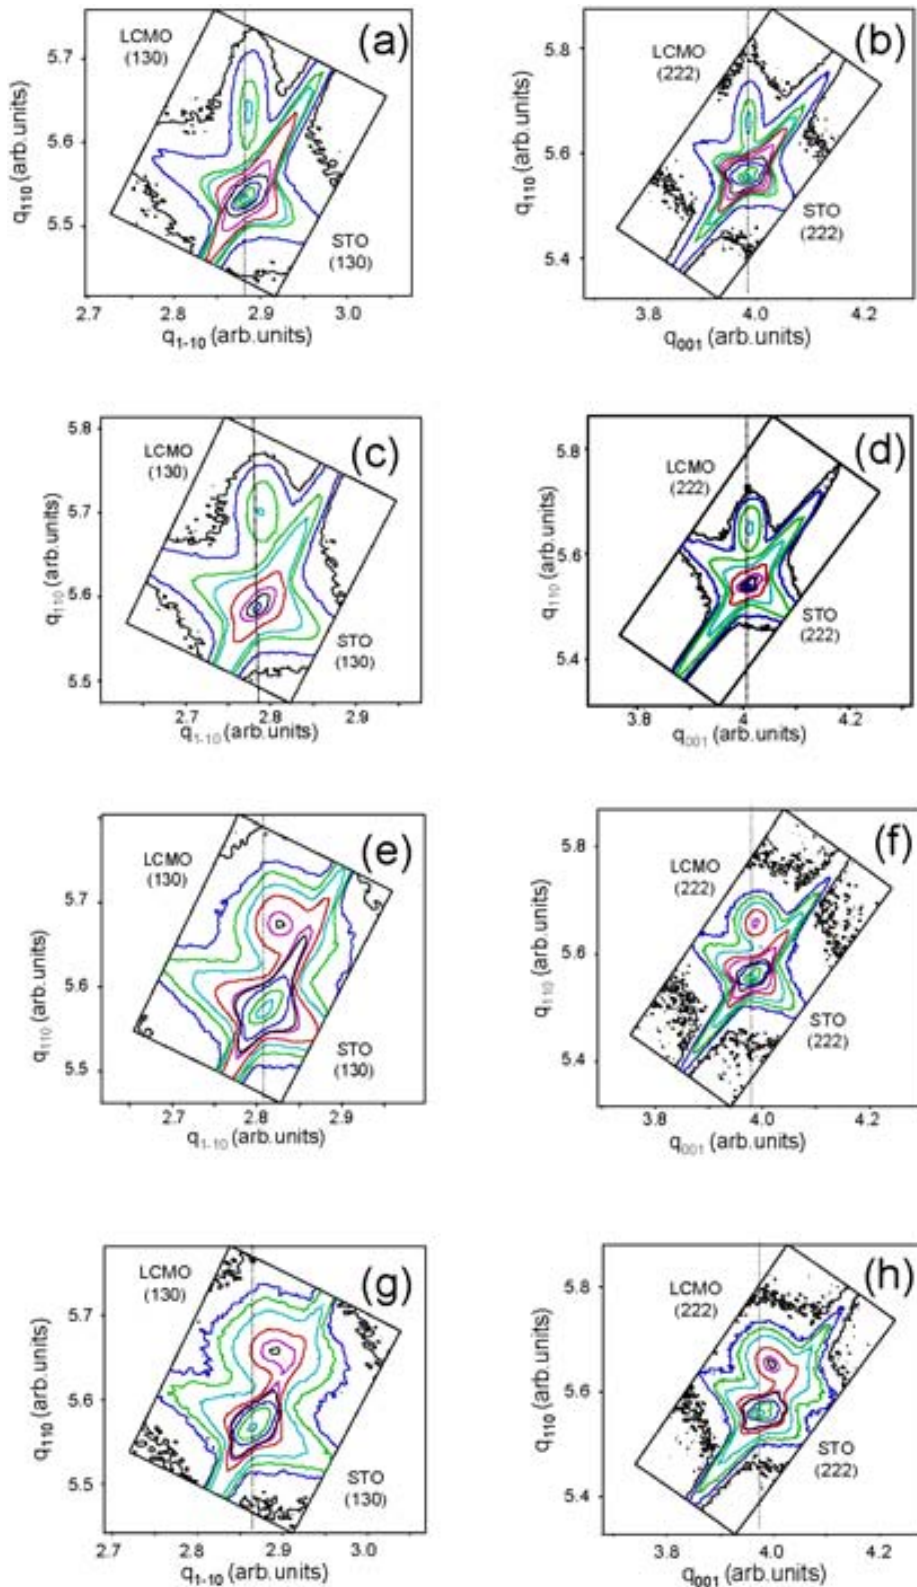 (a)
LCMO
(130)
STO
(130)
q110 (arb.units)
5.7
5.6
5.5
2.7 2.8 2.9 3.0
q1-10 (arb.units)
(b)
LCMO
(222)
STO
(222)
q110 (arb.units)
5.8
5.6
5.4
3.8 4.0 4.2
q001 (arb.units)
(c)
LCMO
(130)
STO
(130)
q110 (arb.units)
5.8
5.7
5.6
5.5
2.7 2.8 2.9
q1-10 (arb.units)
(d)
LCMO
(222)
STO
(222)
q110 (arb.units)
5.8
5.6
5.4
3.8 4 4.2
q001 (arb.units)
(e)
LCMO
(130)
STO
(130)
q110 (arb.units)
5.7
5.6
5.5
2.7 2.8 2.9
q1-10 (arb.units)
(f)
LCMO
(222)
STO
(222)
q110 (arb.units)
5.8
5.6
5.4
3.8 4.0 4.2
q001 (arb.units)
(g)
LCMO
(130)
STO
(130)
q110 (arb.units)
5.7
5.6
5.5
2.7 2.8 2.9 3.0
q1-10 (arb.units)
(h)
LCMO
(222)
STO
(222)
q110 (arb.units)
5.8
5.6
5.4
3.8 4.0 4.2
q001 (arb.units)